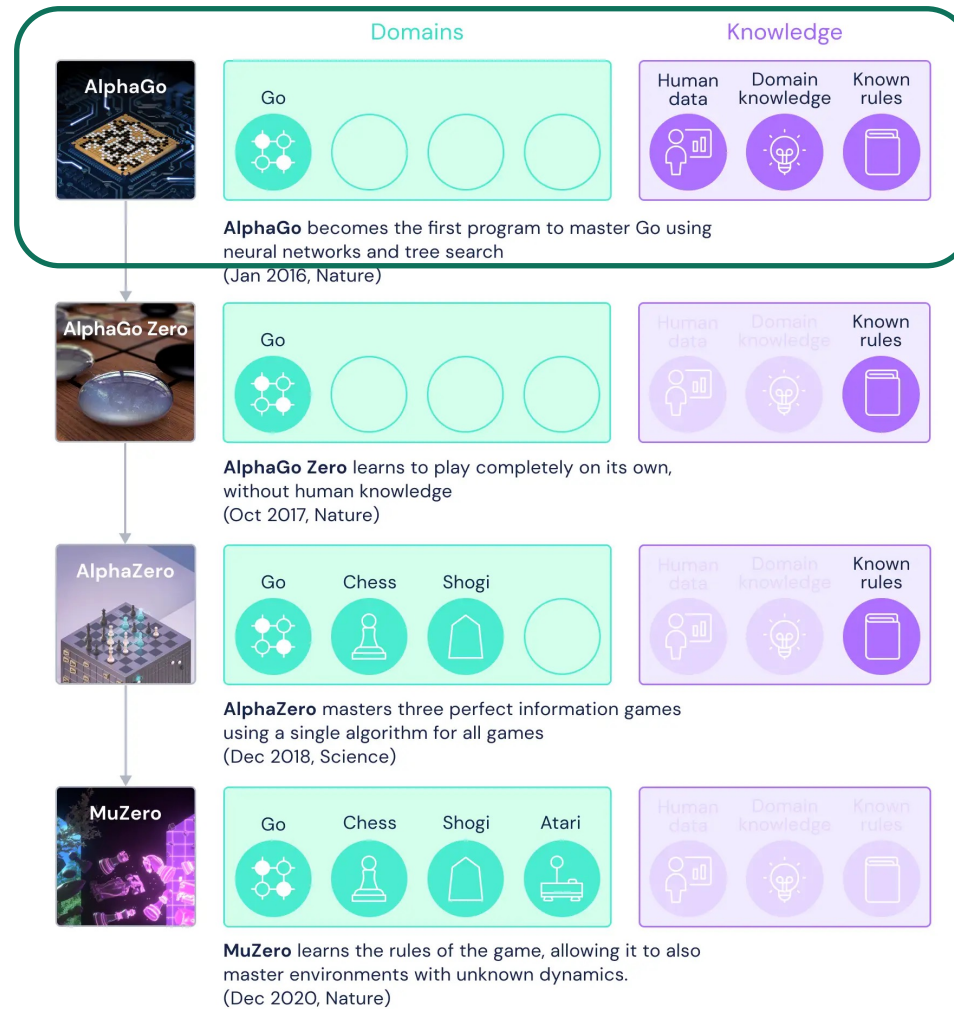 Domains
Knowledge
AlphaGo
Go
Human data
Domain knowledge
Known rules
AlphaGo becomes the first program to master Go using
neural networks and tree search
(Jan 2016, Nature)
AlphaGo Zero
Go
Human data
Domain knowledge
Known rules
AlphaGo Zero learns to play completely on its own,
without human knowledge
(Oct 2017, Nature)
AlphaZero
Go
Chess
Shogi
Human data
Domain knowledge
Known rules
AlphaZero masters three perfect information games
using a single algorithm for all games
(Dec 2018, Science)
MuZero
Go
Chess
Shogi
Atari
Human data
Domain knowledge
Known rules
MuZero learns the rules of the game, allowing it to also
master environments with unknown dynamics.
(Dec 2020, Nature)